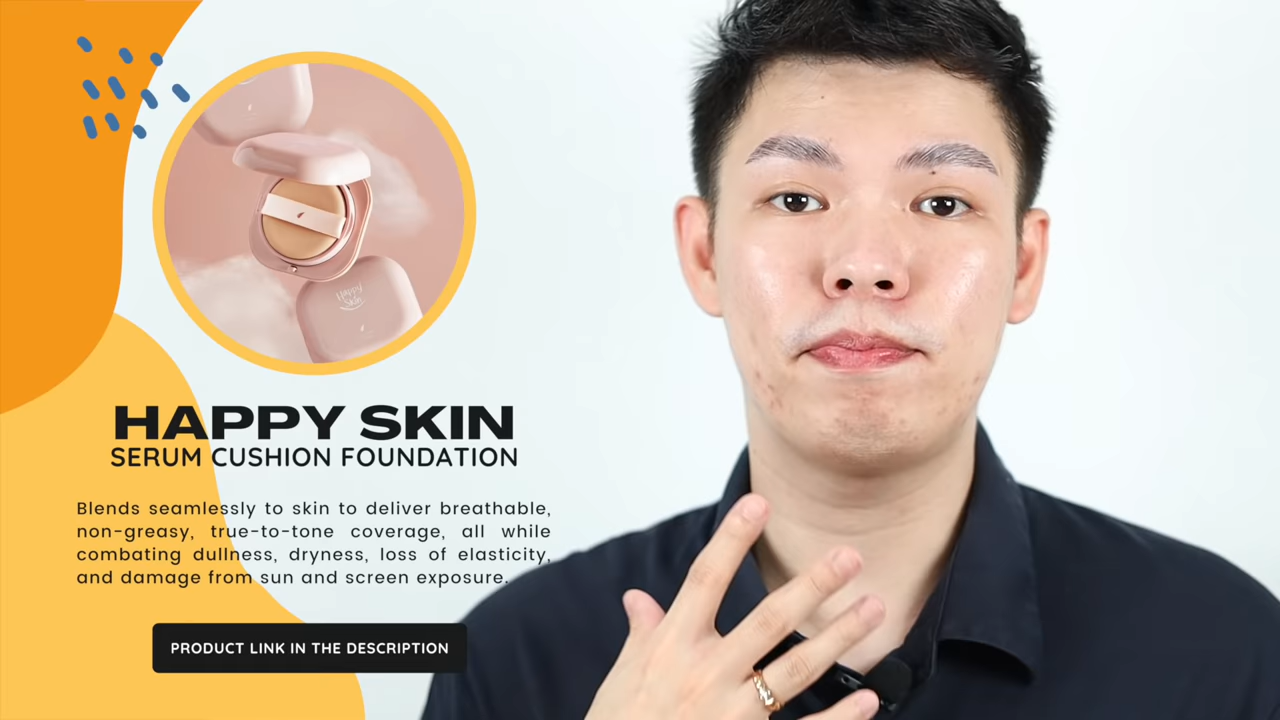 Happy
Skin
HAPPY SKIN
SERUM CUSHION FOUNDATION
Blends seamlessly to skin to deliver breathable,
non-greasy, true-to-tone coverage, all while
combating dullness, dryness, loss of elasticity,
and damage from sun and screen exposure.
PRODUCT LINK IN THE DESCRIPTION